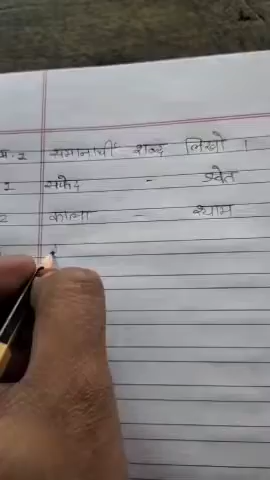 प्र. 2 समानार्थी शब्द लिखो ।
1 सफेद - श्वेत
2 काला - श्याम